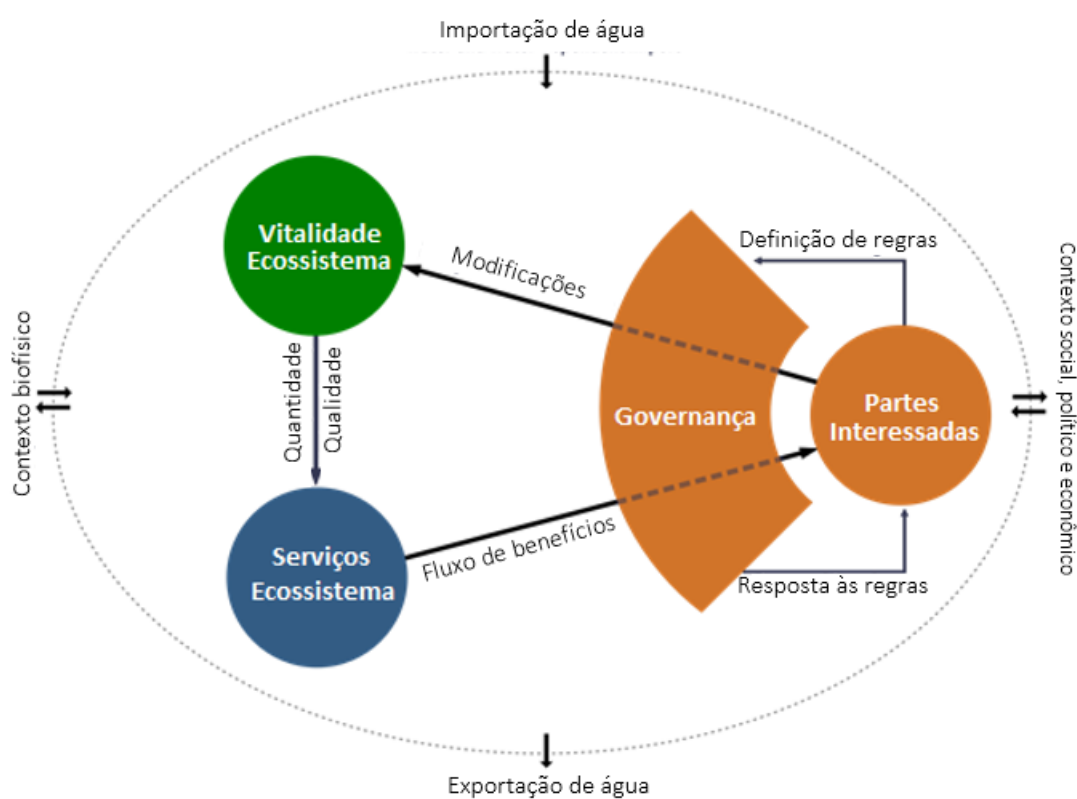 Importação de água
Vitalidade
Ecossistema
Modificações
Definição de regras
Contexto biofísico
Quantidade
Qualidade
Governança
Partes
Interessadas
Contexto social, político e econômico
Serviços
Ecossistema
Fluxo de benefícios
Resposta às regras
Exportação de água